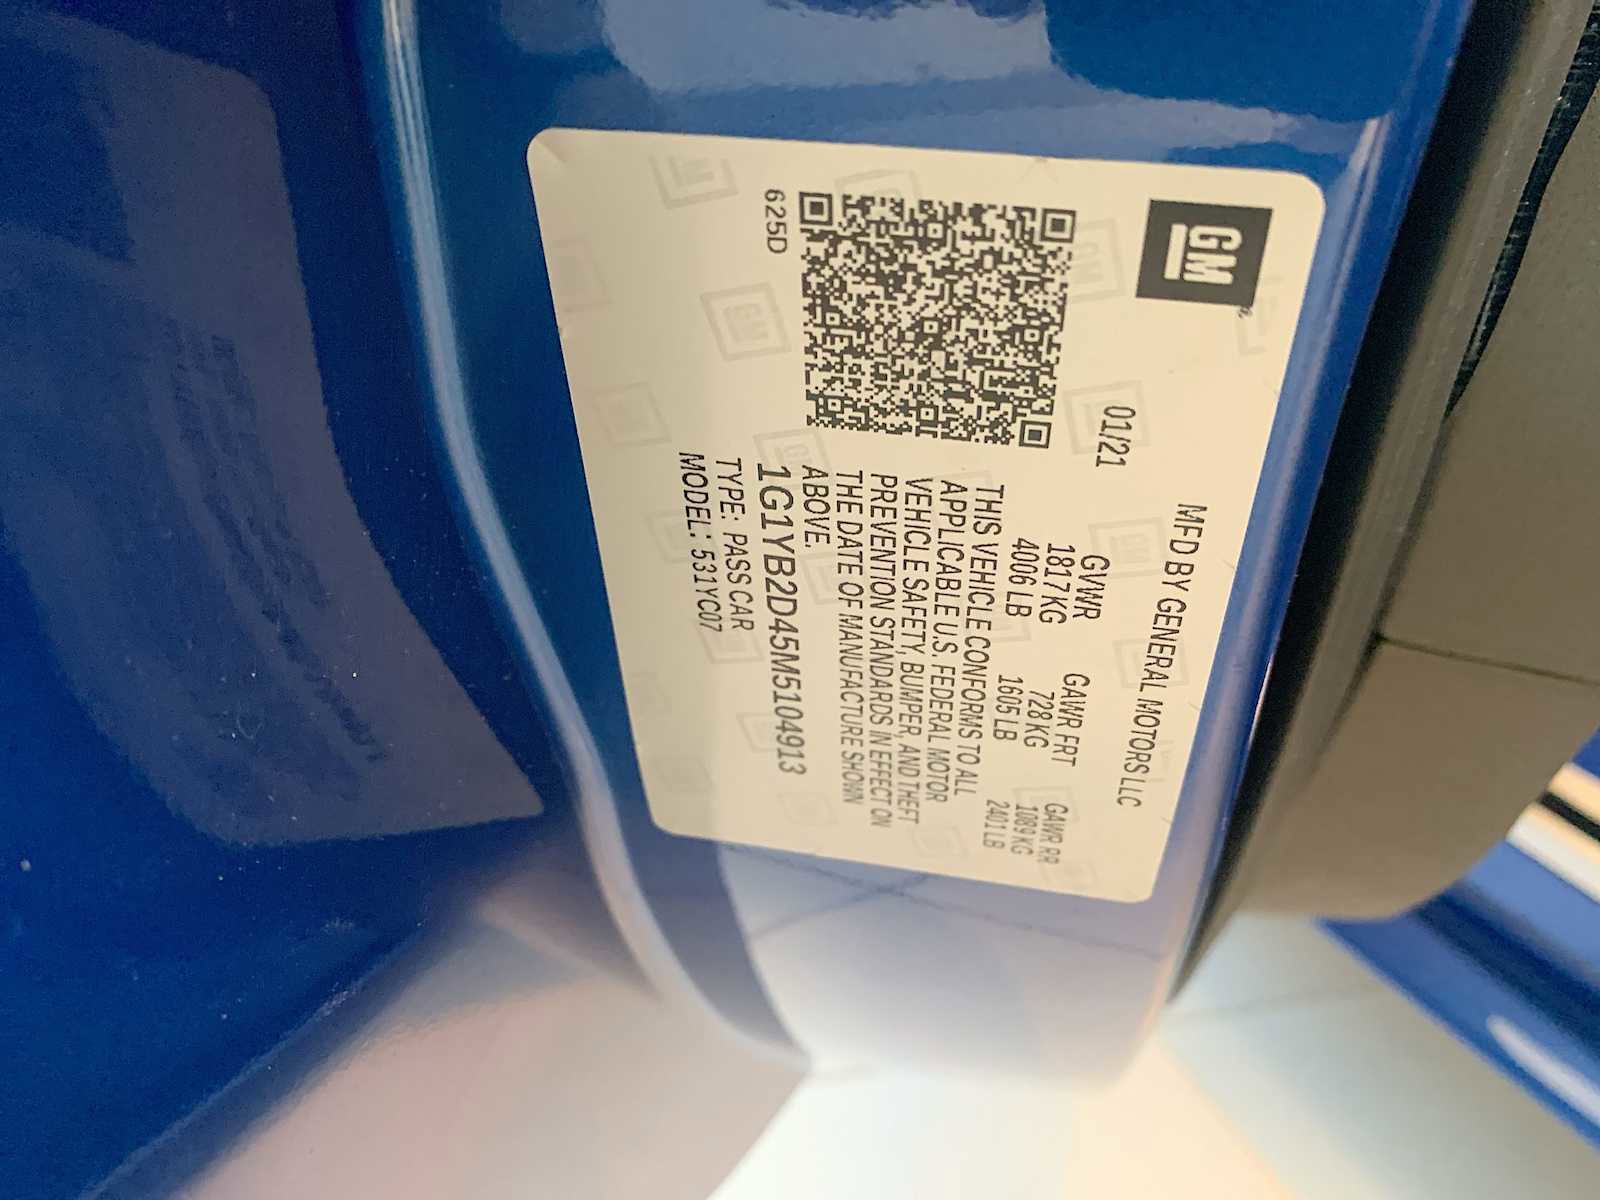 GM
MFD BY GENERAL MOTORS LLC
01/21
GVWR GAWR FRT GAWR RR
1817 KG 728 KG 1089 KG
4006 LB 1605 LB 2401 LB
THIS VEHICLE CONFORMS TO ALL
APPLICABLE U.S. FEDERAL MOTOR
VEHICLE SAFETY, BUMPER, AND THEFT
PREVENTION STANDARDS IN EFFECT ON
THE DATE OF MANUFACTURE SHOWN
ABOVE.
1G1YB2D45M5104913
TYPE: PASS CAR
MODEL: 531YC07
625D